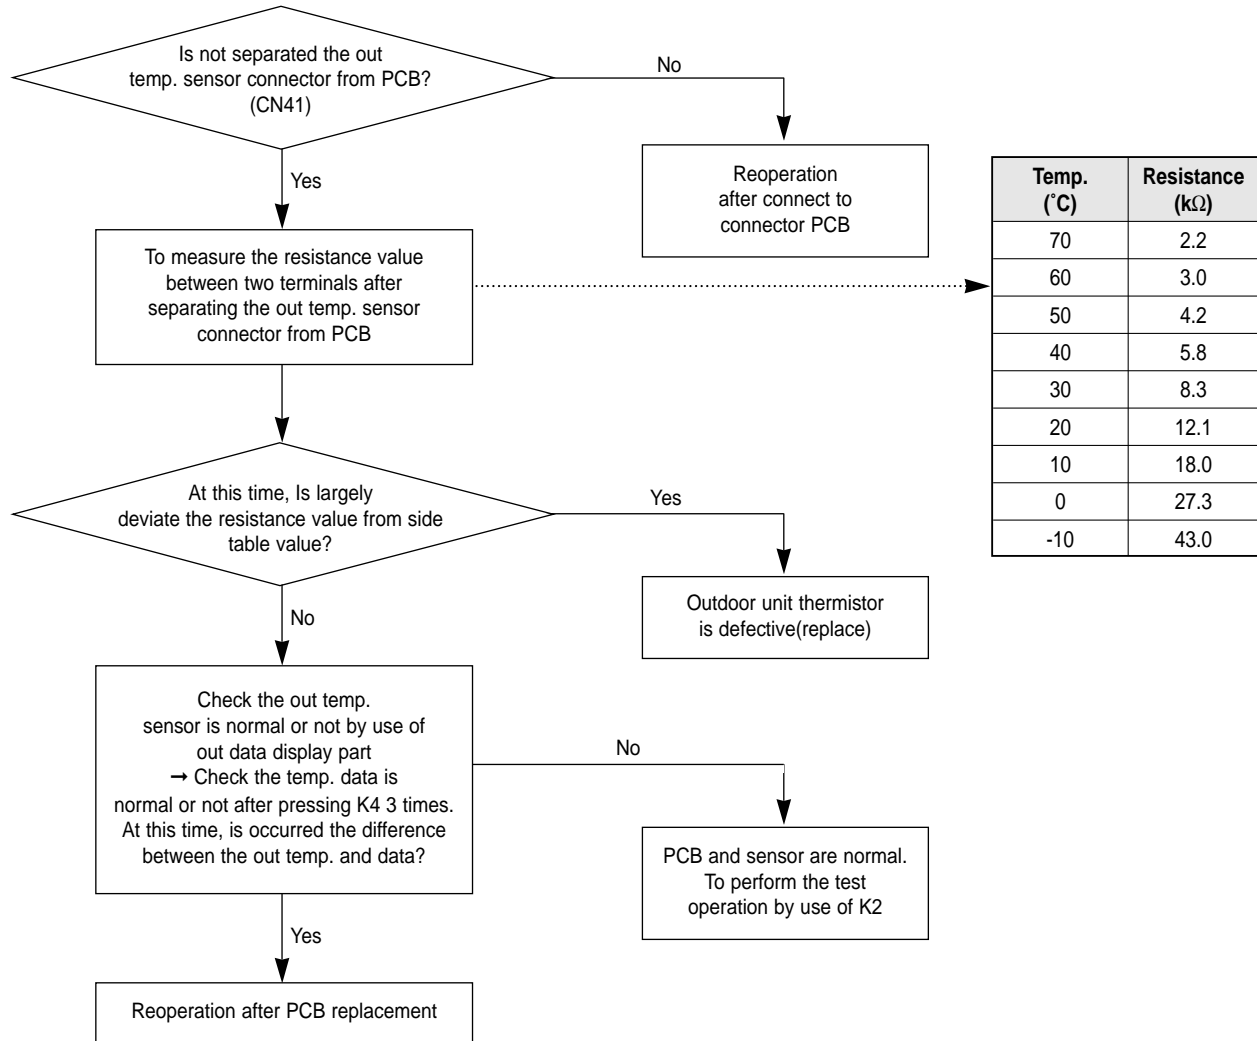 Is not separated the out
temp. sensor connector from PCB?
(CN41)
No
Yes
Reoperation
after connect to
connector PCB
To measure the resistance value
between two terminals after
separating the out temp. sensor
connector from PCB
Temp. Resistance
(˚C) (kΩ)
70 2.2
60 3.0
50 4.2
40 5.8
30 8.3
20 12.1
10 18.0
0 27.3
-10 43.0
At this time, Is largely
deviate the resistance value from side
table value?
Yes
No
Outdoor unit thermistor
is defective(replace)
Check the out temp.
sensor is normal or not by use of
out data display part
➞ Check the temp. data is
normal or not after pressing K4 3 times.
At this time, is occurred the difference
between the out temp. and data?
No
Yes
PCB and sensor are normal.
To perform the test
operation by use of K2
Reoperation after PCB replacement